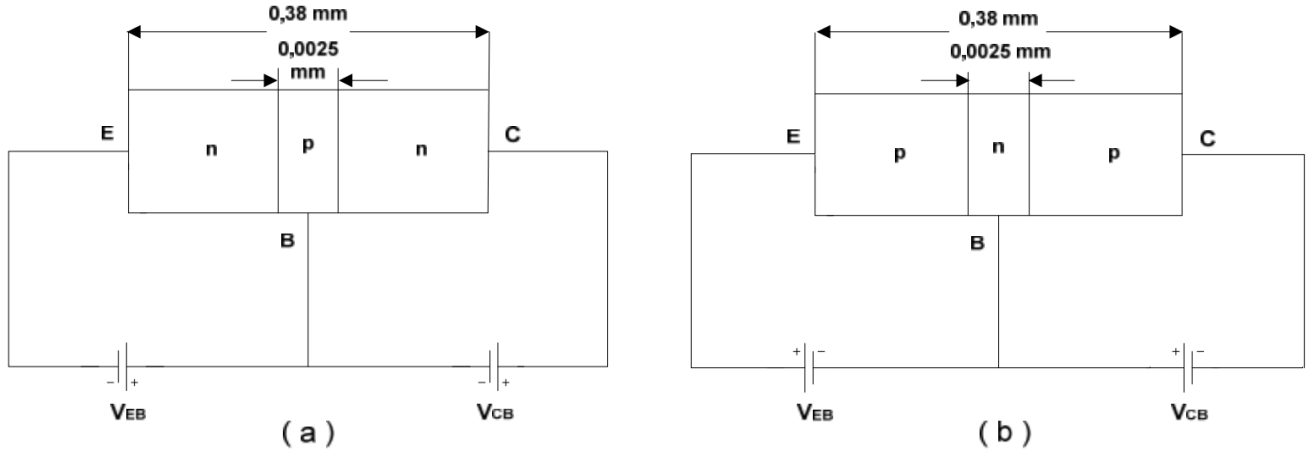 0,38 mm
0,0025
mm
E
n
p
n
C
B
− +
− +
VEB
VCB
( a )
0,38 mm
0,0025 mm
E
p
n
p
C
B
+ −
+ −
VEB
VCB
( b )